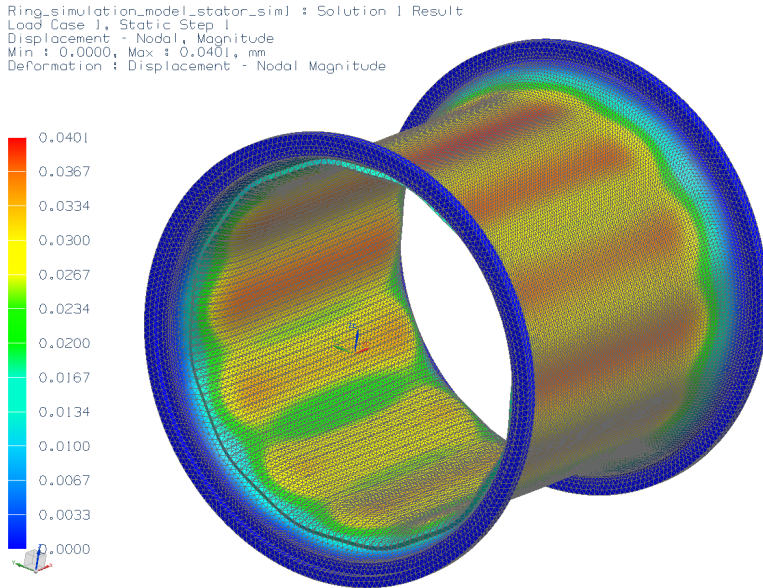 Ring_simulation_model_stator_sim1 : Solution 1 Result
Load Case 1, Static Step 1
Displacement - Nodal, Magnitude
Min : 0.0000, Max : 0.0401, mm
Deformation : Displacement - Nodal Magnitude
0.0401
0.0367
0.0334
0.0300
0.0267
0.0234
0.0200
0.0167
0.0134
0.0100
0.0067
0.0033
0.0000